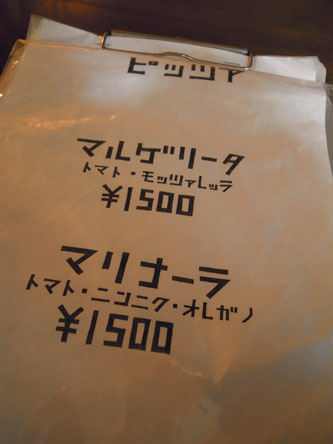 ピッツァ
マルゲリータ
トマト・モッツァレッラ
¥1500
マリナーラ
トマト・ニンニク・オレガノ
¥1500